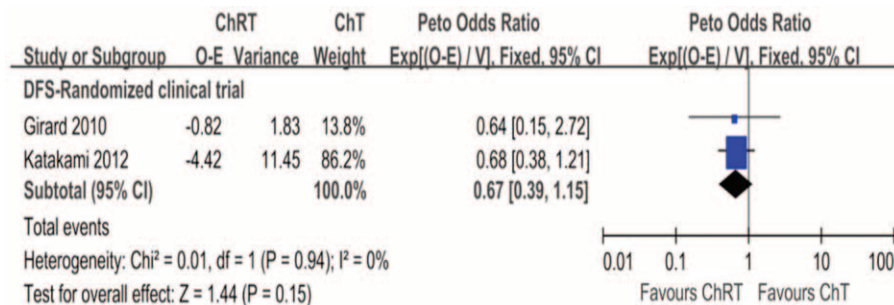 ChRT ChT Peto Odds Ratio Peto Odds Ratio
Study or Subgroup O-E Variance Weight Exp[(O-E) / V], Fixed, 95% CI Exp[(O-E) / V], Fixed, 95% CI
DFS-Randomized clinical trial
Girard 2010 -0.82 1.83 13.8% 0.64 [0.15, 2.72]
Katakami 2012 -4.42 11.45 86.2% 0.68 [0.38, 1.21]
Subtotal (95% CI) 100.0% 0.67 [0.39, 1.15]
Total events
Heterogeneity: Chi² = 0.01, df = 1 (P = 0.94); I² = 0%
Test for overall effect: Z = 1.44 (P = 0.15)
0.01 0.1 1 10 100
Favours ChRT Favours ChT